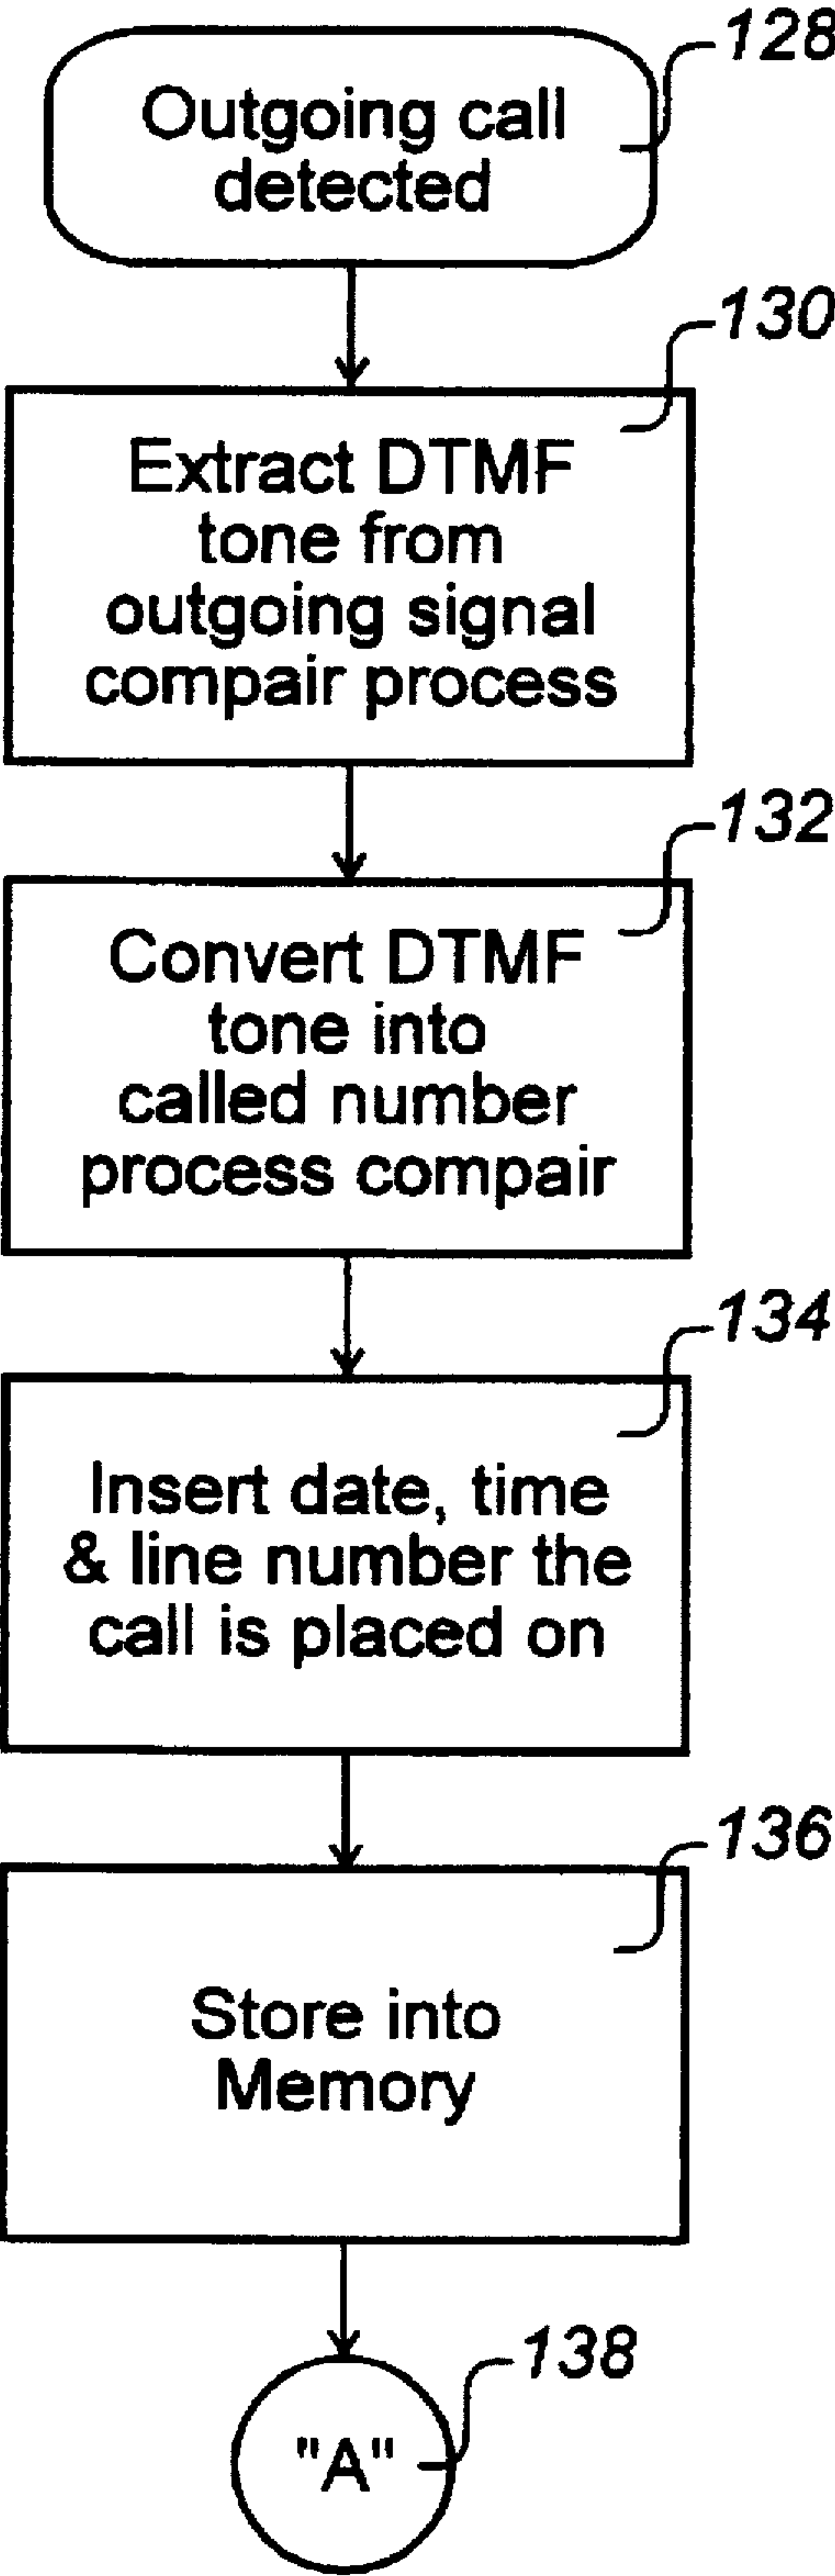 128
Outgoing call
detected
130
Extract DTMF
tone from
outgoing signal
compair process
132
Convert DTMF
tone into
called number
process compair
134
Insert date, time
& line number the
call is placed on
136
Store into
Memory
138
"A"